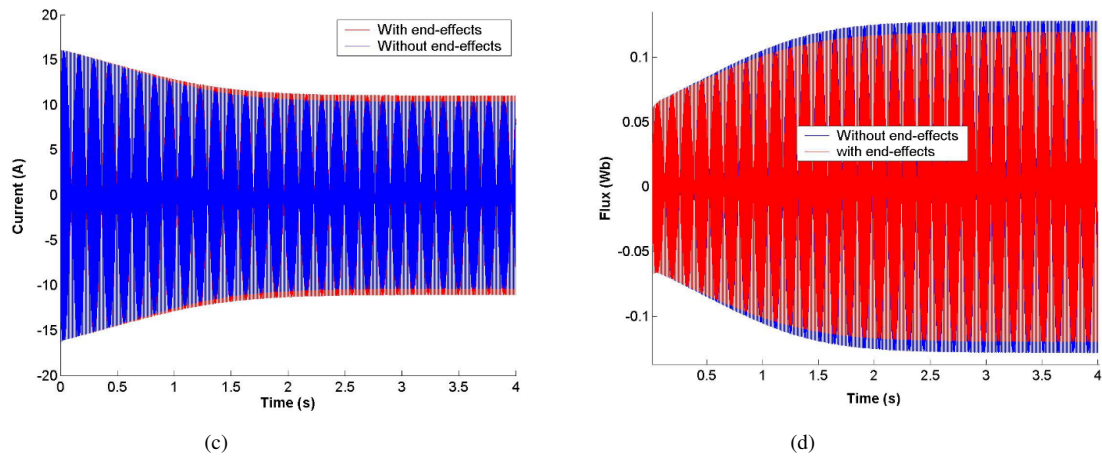 20
15
10
5
0
-5
-10
-15
-20
Current (A)
With end-effects
Without end-effects
0 0.5 1 1.5 2 2.5 3 3.5 4
Time (s)
(c)
0.1
0.05
0
-0.05
-0.1
Flux (Wb)
Without end-effects
with end-effects
0.5 1 1.5 2 2.5 3 3.5 4
Time (s)
(d)